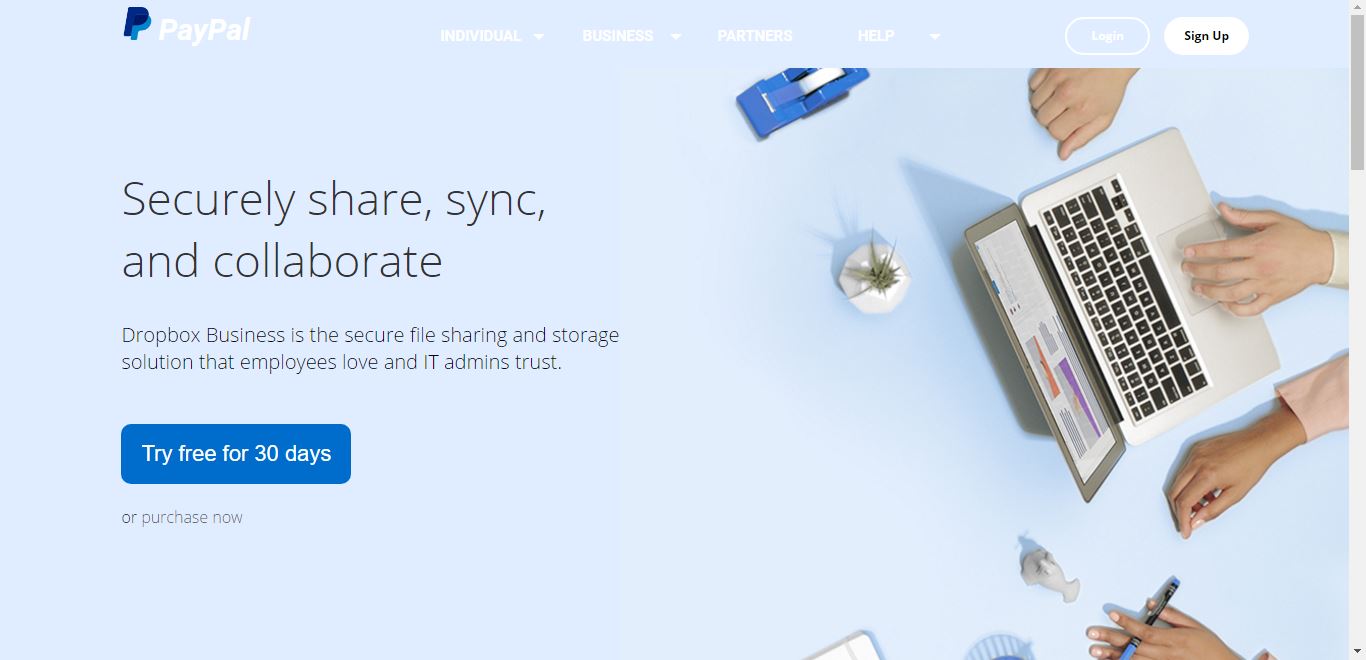 PayPal
INDIVIDUAL BUSINESS PARTNERS HELP Login Sign Up
Securely share, sync,
and collaborate
Dropbox Business is the secure file sharing and storage
solution that employees love and IT admins trust.
Try free for 30 days
or purchase now